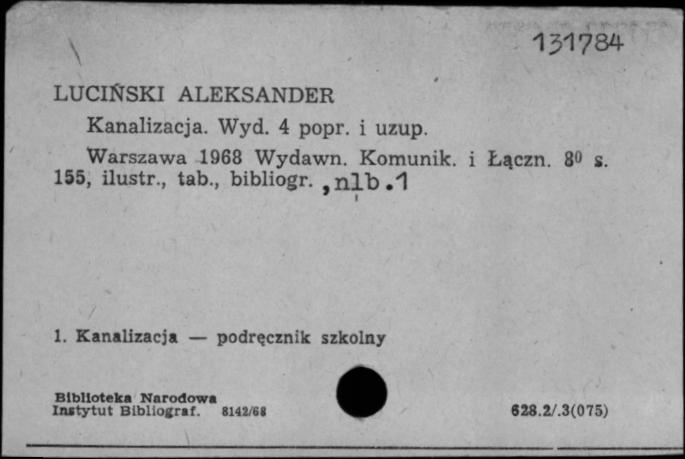 131784
LUCIŃSKI ALEKSANDER
Kanalizacja. Wyd. 4 popr. i uzup.
Warszawa 1968 Wydawn. Komunik. i Łączn. 8⁰ s.
155, ilustr., tab., bibliogr. , nlb.1
1. Kanalizacja — podręcznik szkolny
Biblioteka Narodowa
Instytut Bibliograf. 8142/68
628.2/.3(075)